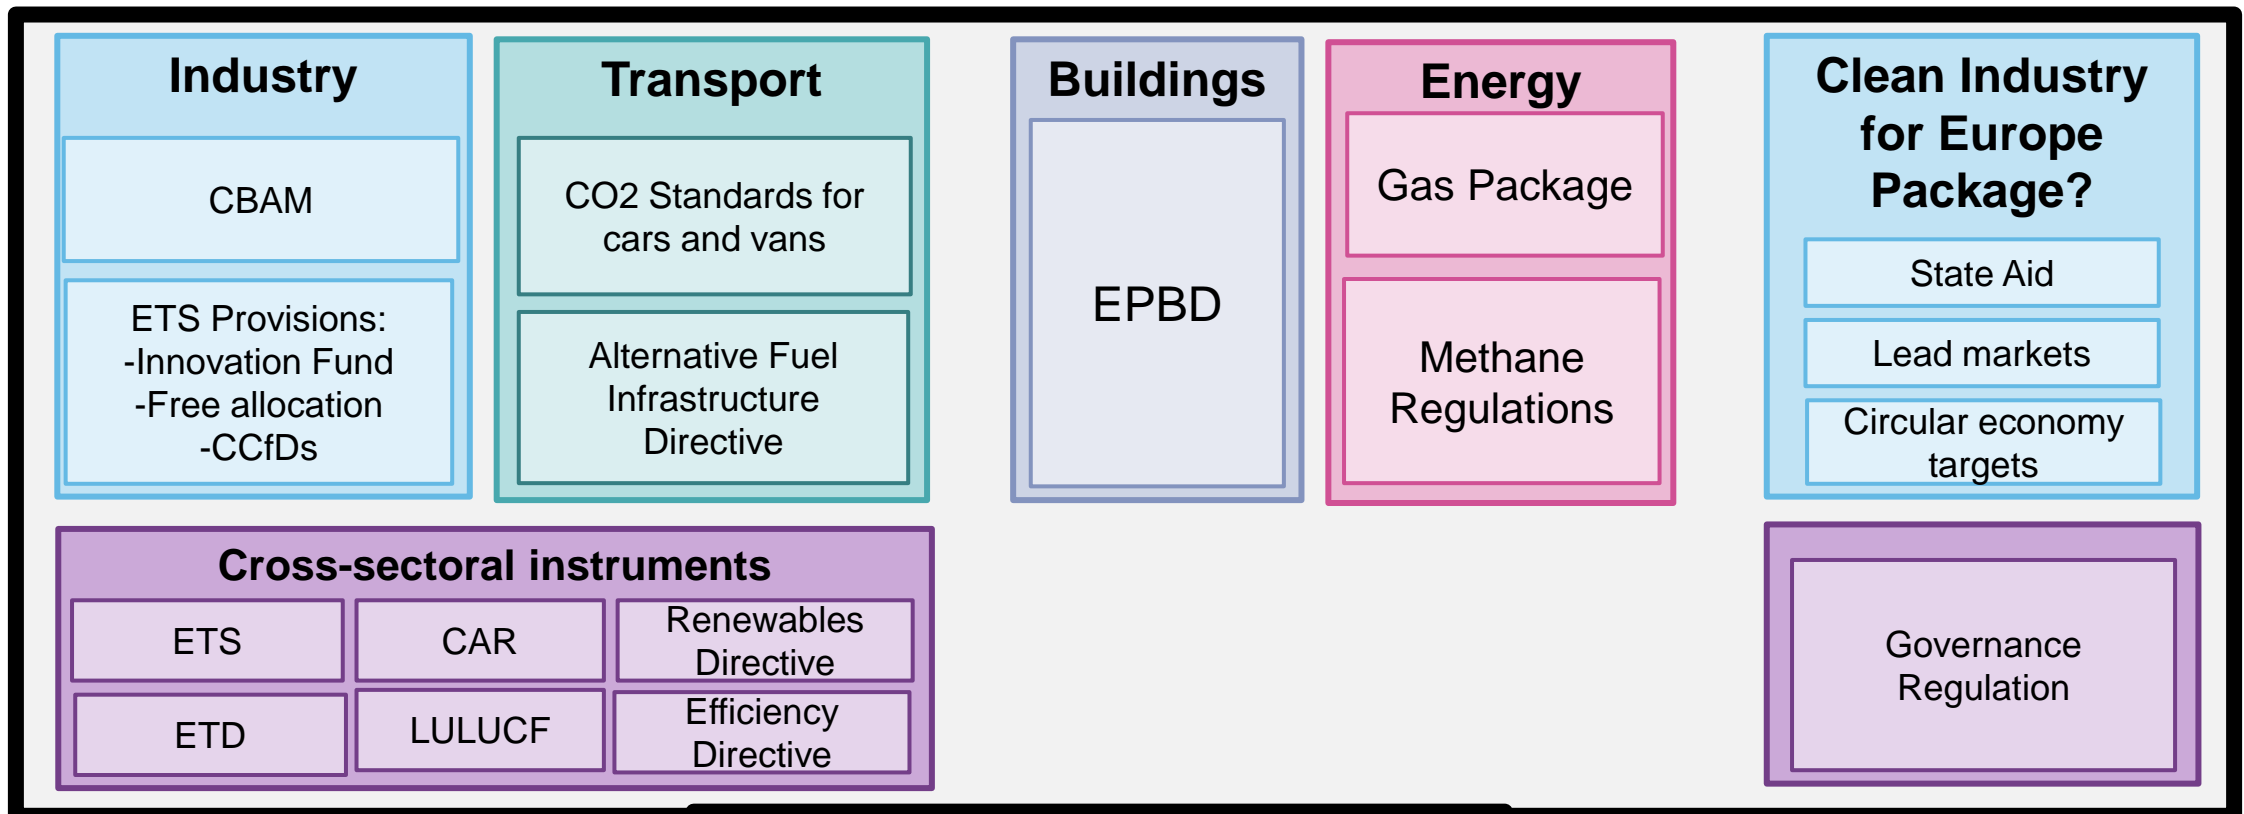 Industry
CBAM
ETS Provisions:
-Innovation Fund
-Free allocation
-CCfDs
Transport
CO2 Standards for
cars and vans
Alternative Fuel
Infrastructure
Directive
Buildings
EPBD
Energy
Gas Package
Methane
Regulations
Clean Industry
for Europe
Package?
State Aid
Lead markets
Circular economy
targets
Cross-sectoral instruments
ETS
CAR
Renewables
Directive
ETD
LULUCF
Efficiency
Directive
Governance
Regulation